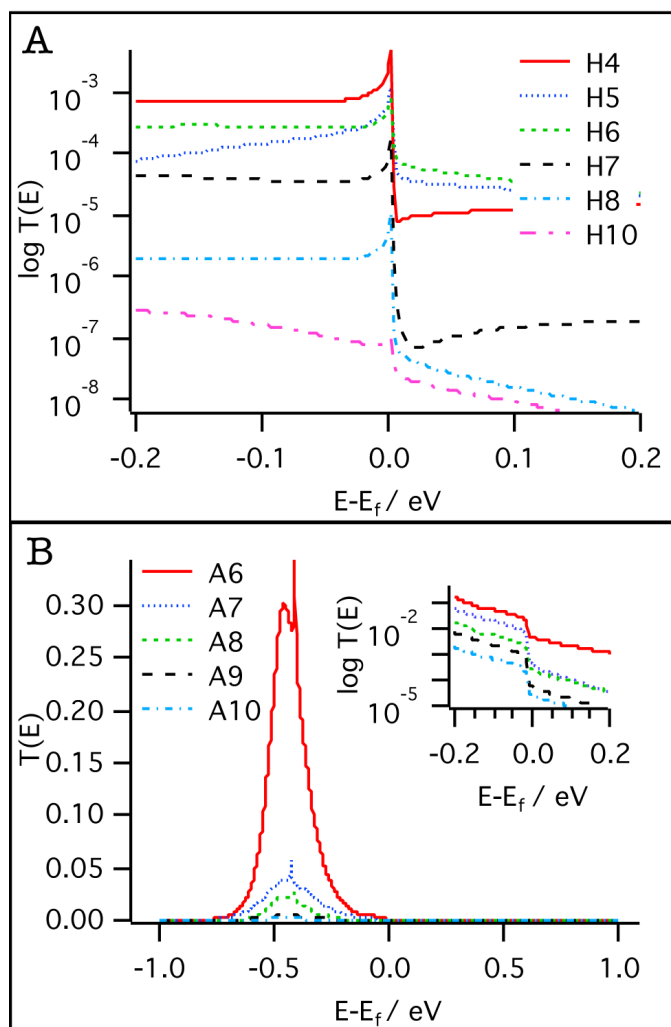 A
log T(E)
10-3
10-4
10-5
10-6
10-7
10-8
H4
H5
H6
H7
H8
H10
-0.2 -0.1 0.0 0.1 0.2
E-Ef / eV
B
T(E)
0.30
0.25
0.20
0.15
0.10
0.05
0.00
A6
A7
A8
A9
A10
-1.0 -0.5 0.0 0.5 1.0
E-Ef / eV
log T(E)
10-2
10-5
-0.2 0.0 0.2
E-Ef / eV